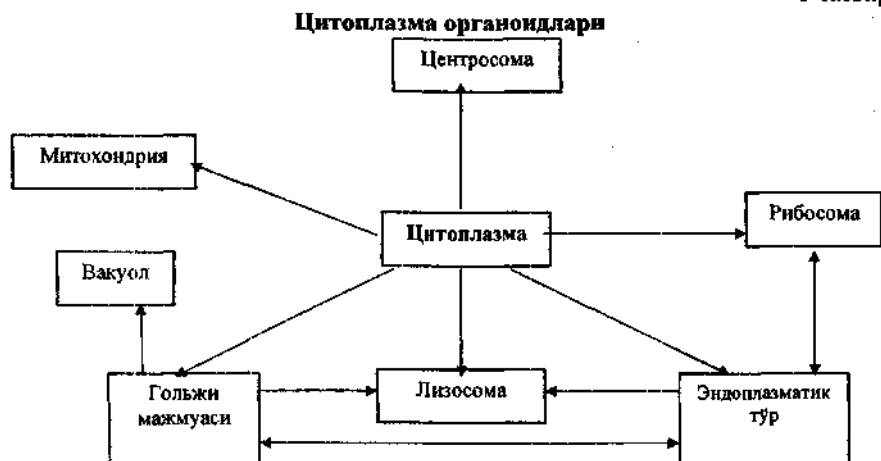 Цитоплазма органоидлари
Центросома
Митохондрия
Рибосома
Цитоплазма
Вакуол
Гольжи
мажмуаси
Лизосома
Эндоплазматик
тўр